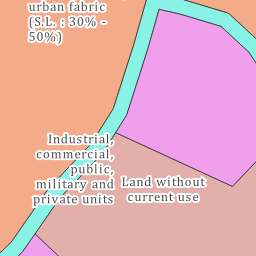 urban fabric
(S.L. : 30% -
50%)
Industrial,
commercial,
public,
military and
private units
Land without
current use